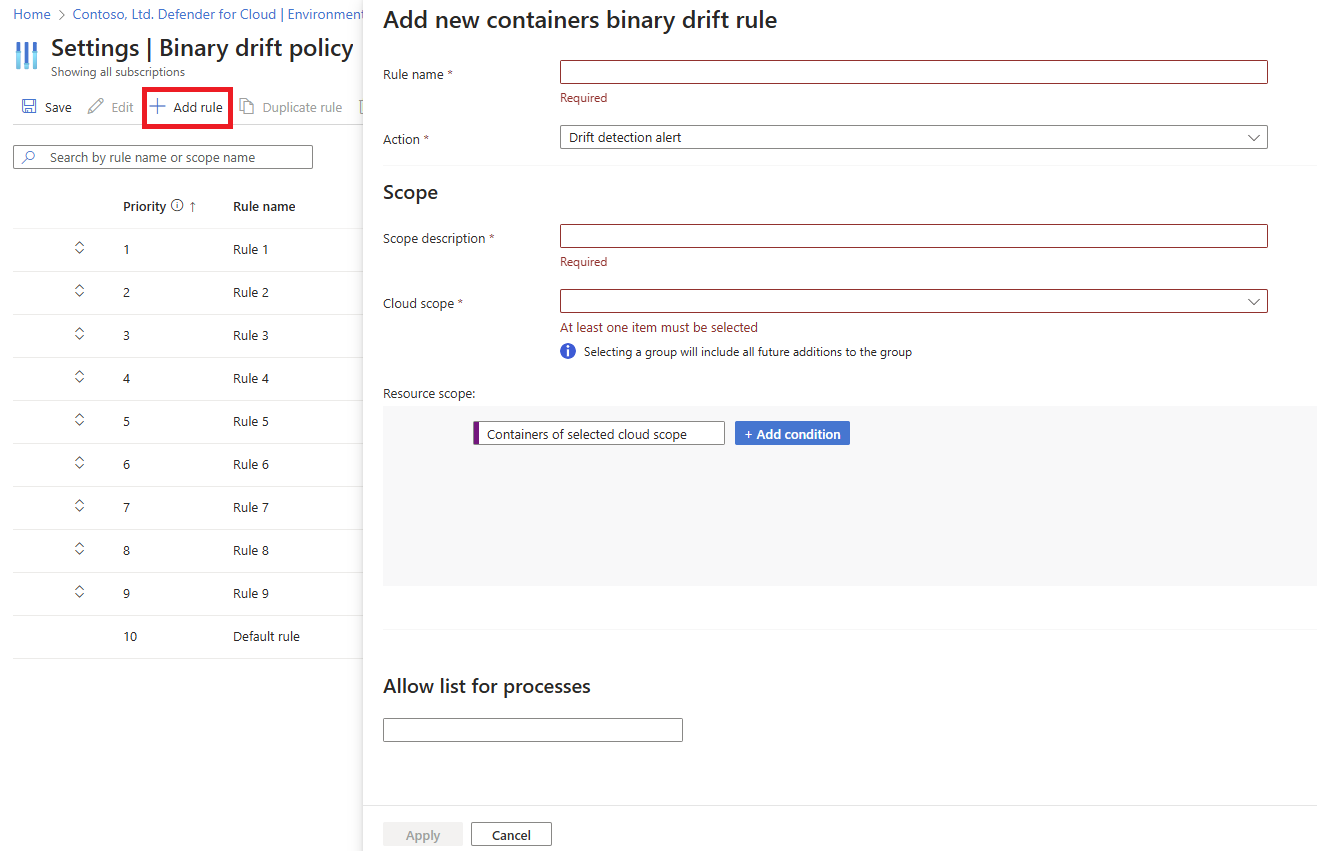 Home > Contoso, Ltd. Defender for Cloud | Environment
Settings | Binary drift policy
Showing all subscriptions
Save Edit + Add rule Duplicate rule
Search by rule name or scope name
Priority ↑ Rule name
1 Rule 1
2 Rule 2
3 Rule 3
4 Rule 4
5 Rule 5
6 Rule 6
7 Rule 7
8 Rule 8
9 Rule 9
10 Default rule
Add new containers binary drift rule
Rule name *
Required
Action * Drift detection alert
Scope
Scope description *
Required
Cloud scope *
At least one item must be selected
Selecting a group will include all future additions to the group
Resource scope:
Containers of selected cloud scope + Add condition
Allow list for processes
Apply Cancel